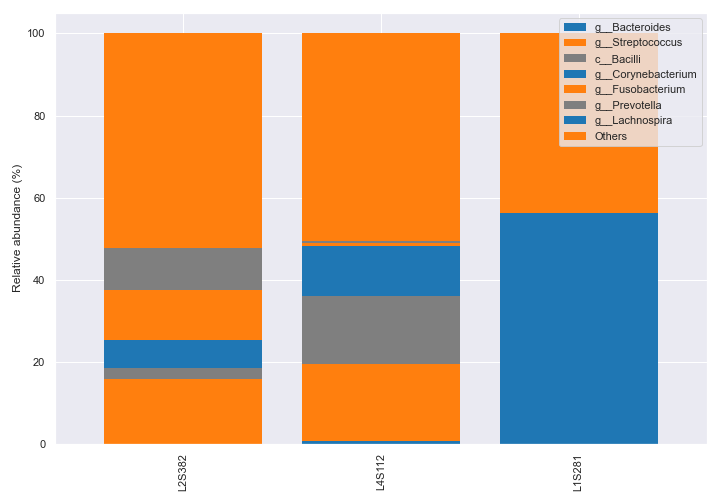 g__Bacteroides
g__Streptococcus
c__Bacilli
g__Corynebacterium
g__Fusobacterium
g__Prevotella
g__Lachnospira
Others
Relative abundance (%)
100
80
60
40
20
0
L2S382
L4S112
L1S281